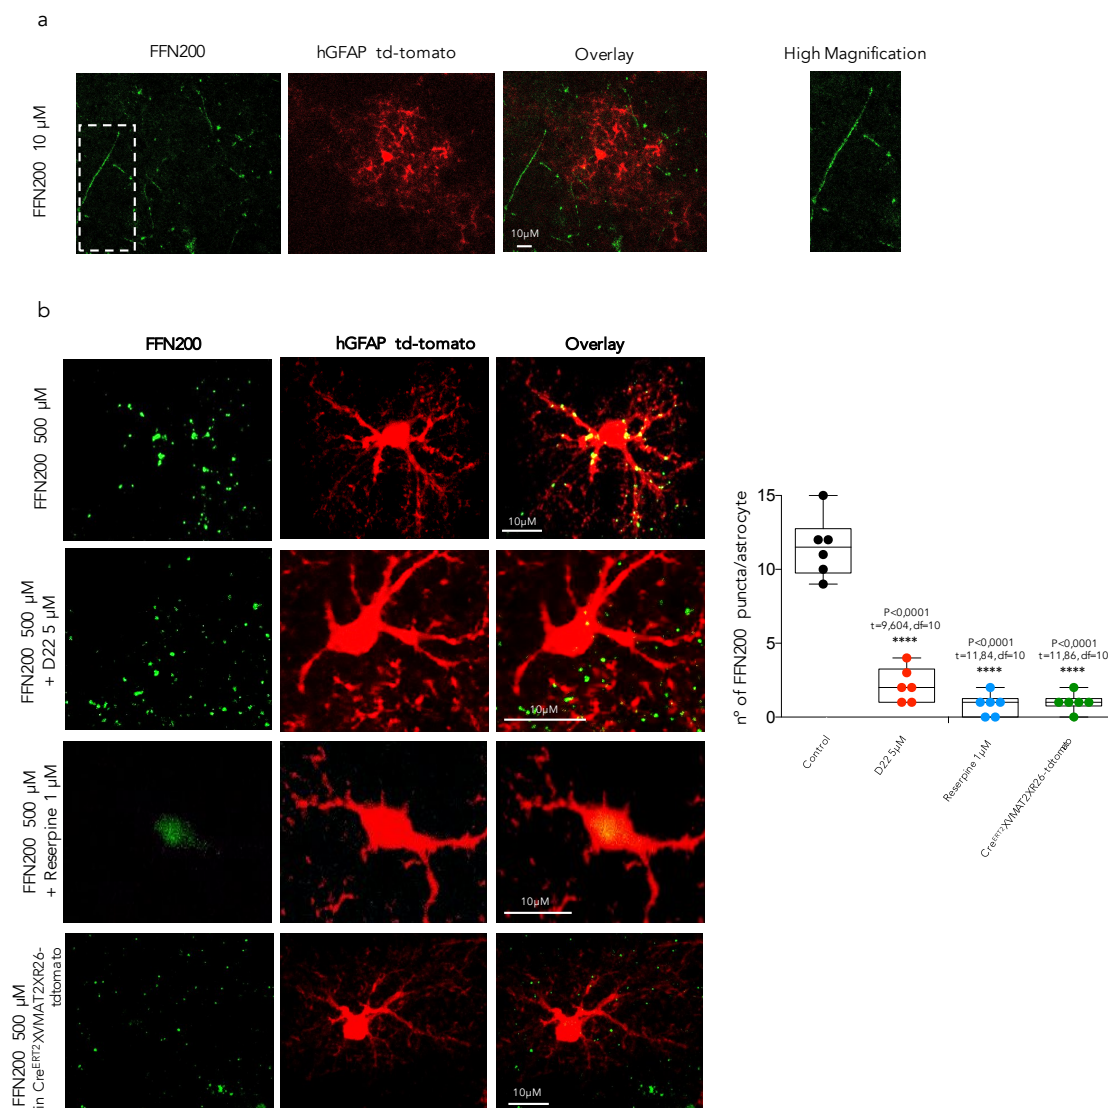 a
FFN200
hGFAP td-tomato
Overlay
High Magnification
FFN200 10 µM
10µM
b
FFN200
hGFAP td-tomato
Overlay
FFN200 500 µM
10µM
FFN200 500 µM
+ D22 5 µM
10µM
FFN200 500 µM
+ Reserpine 1 µM
10µM
FFN200 500 µM
in CreERT2XVMAT2XR26-
tdtomato
10µM
nº of FFN200 puncta/astrocyte
15
10
5
0
P<0,0001
t=9,604, df=10
****
P<0,0001
t=11,84, df=10
****
P<0,0001
t=11,86, df=10
****
Control
D22 5µM
Reserpine 1µM
CreERT2XVMAT2XR26-tdtomato